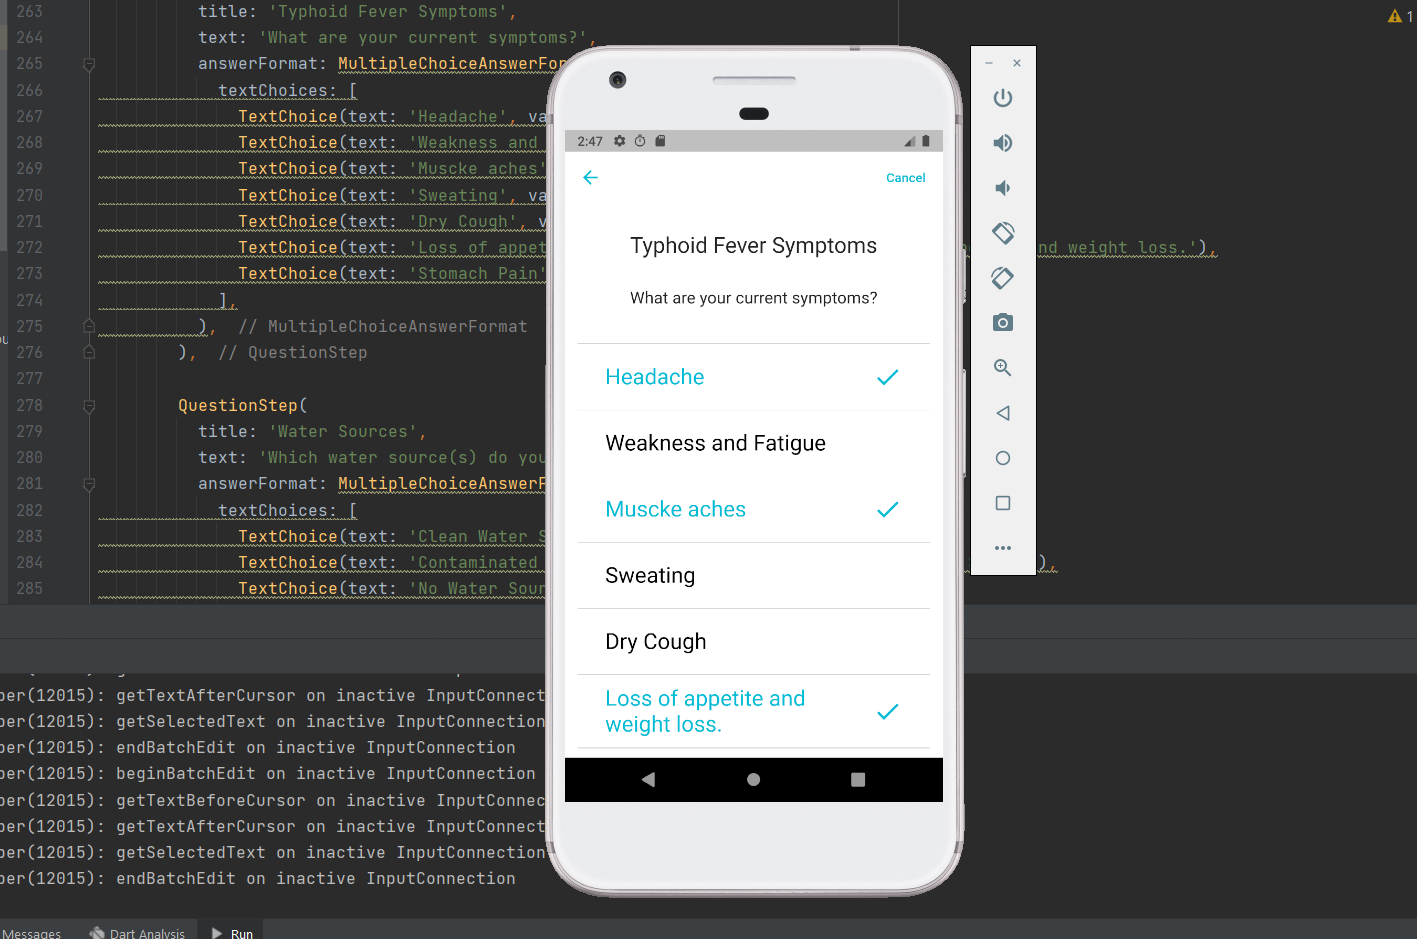 263 title: 'Typhoid Fever Symptoms',
264 text: 'What are your current symptoms?',
265 answerFormat: MultipleChoiceAnswerFor
266 textChoices: [
267 TextChoice(text: 'Headache', va
268 TextChoice(text: 'Weakness and
269 TextChoice(text: 'Muscke aches'
270 TextChoice(text: 'Sweating', va
271 TextChoice(text: 'Dry Cough', v
272 TextChoice(text: 'Loss of appet nd weight loss.'),
273 TextChoice(text: 'Stomach Pain'
274 ],
275 ), // MultipleChoiceAnswerFormat
276 ), // QuestionStep
277
278 QuestionStep(
279 title: 'Water Sources',
280 text: 'Which water source(s) do you
281 answerFormat: MultipleChoiceAnswerF
282 textChoices: [
283 TextChoice(text: 'Clean Water S
284 TextChoice(text: 'Contaminated ),
285 TextChoice(text: 'No Water Sour
1
2:47
Cancel
Typhoid Fever Symptoms
What are your current symptoms?
Headache
Weakness and Fatigue
Muscke aches
Sweating
Dry Cough
Loss of appetite and
weight loss.
per(12015): getTextAfterCursor on inactive InputConnect
per(12015): getSelectedText on inactive InputConnection
per(12015): endBatchEdit on inactive InputConnection
per(12015): beginBatchEdit on inactive InputConnection
per(12015): getTextBeforeCursor on inactive InputConnec
per(12015): getTextAfterCursor on inactive InputConnect
per(12015): getSelectedText on inactive InputConnection
per(12015): endBatchEdit on inactive InputConnection
Messages Dart Analysis Run